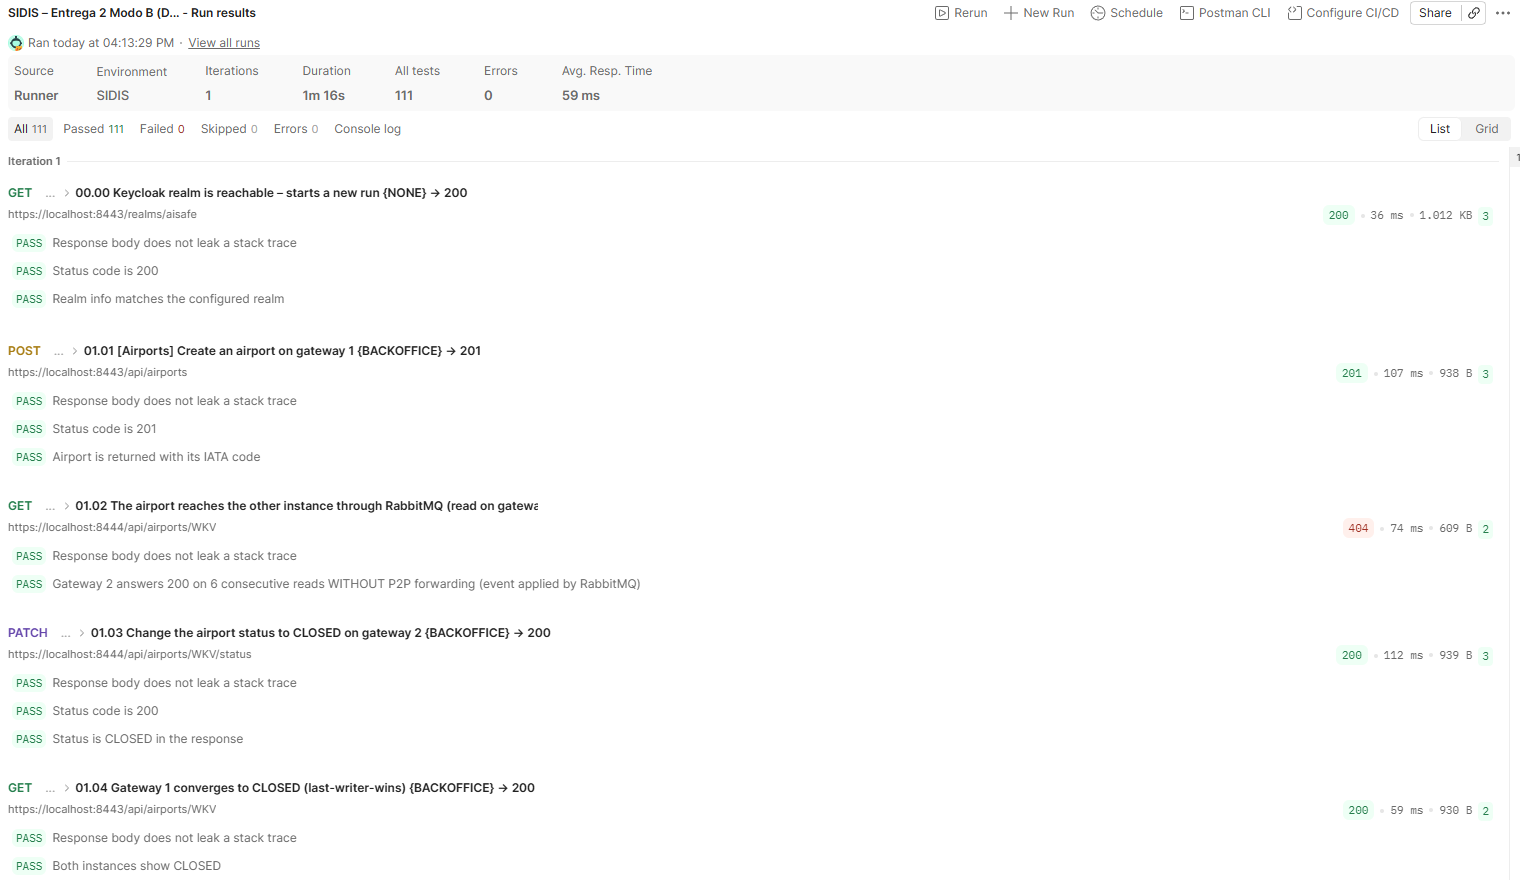 SIDIS – Entrega 2 Modo B (D... - Run results
Rerun New Run Schedule Postman CLI Configure CI/CD Share
Ran today at 04:13:29 PM · View all runs
Source Environment Iterations Duration All tests Errors Avg. Resp. Time
Runner SIDIS 1 1m 16s 111 0 59 ms
All 111 Passed 111 Failed 0 Skipped 0 Errors 0 Console log List Grid
Iteration 1
1
GET ... > 00.00 Keycloak realm is reachable – starts a new run {NONE} → 200
https://localhost:8443/realms/aisafe
200 • 36 ms • 1.012 KB 3
PASS Response body does not leak a stack trace
PASS Status code is 200
PASS Realm info matches the configured realm
POST ... > 01.01 [Airports] Create an airport on gateway 1 {BACKOFFICE} → 201
https://localhost:8443/api/airports
201 • 107 ms • 938 B 3
PASS Response body does not leak a stack trace
PASS Status code is 201
PASS Airport is returned with its IATA code
GET ... > 01.02 The airport reaches the other instance through RabbitMQ (read on gatewa
https://localhost:8444/api/airports/WKV
404 • 74 ms • 609 B 2
PASS Response body does not leak a stack trace
PASS Gateway 2 answers 200 on 6 consecutive reads WITHOUT P2P forwarding (event applied by RabbitMQ)
PATCH ... > 01.03 Change the airport status to CLOSED on gateway 2 {BACKOFFICE} → 200
https://localhost:8444/api/airports/WKV/status
200 • 112 ms • 939 B 3
PASS Response body does not leak a stack trace
PASS Status code is 200
PASS Status is CLOSED in the response
GET ... > 01.04 Gateway 1 converges to CLOSED (last-writer-wins) {BACKOFFICE} → 200
https://localhost:8443/api/airports/WKV
200 • 59 ms • 930 B 2
PASS Response body does not leak a stack trace
PASS Both instances show CLOSED